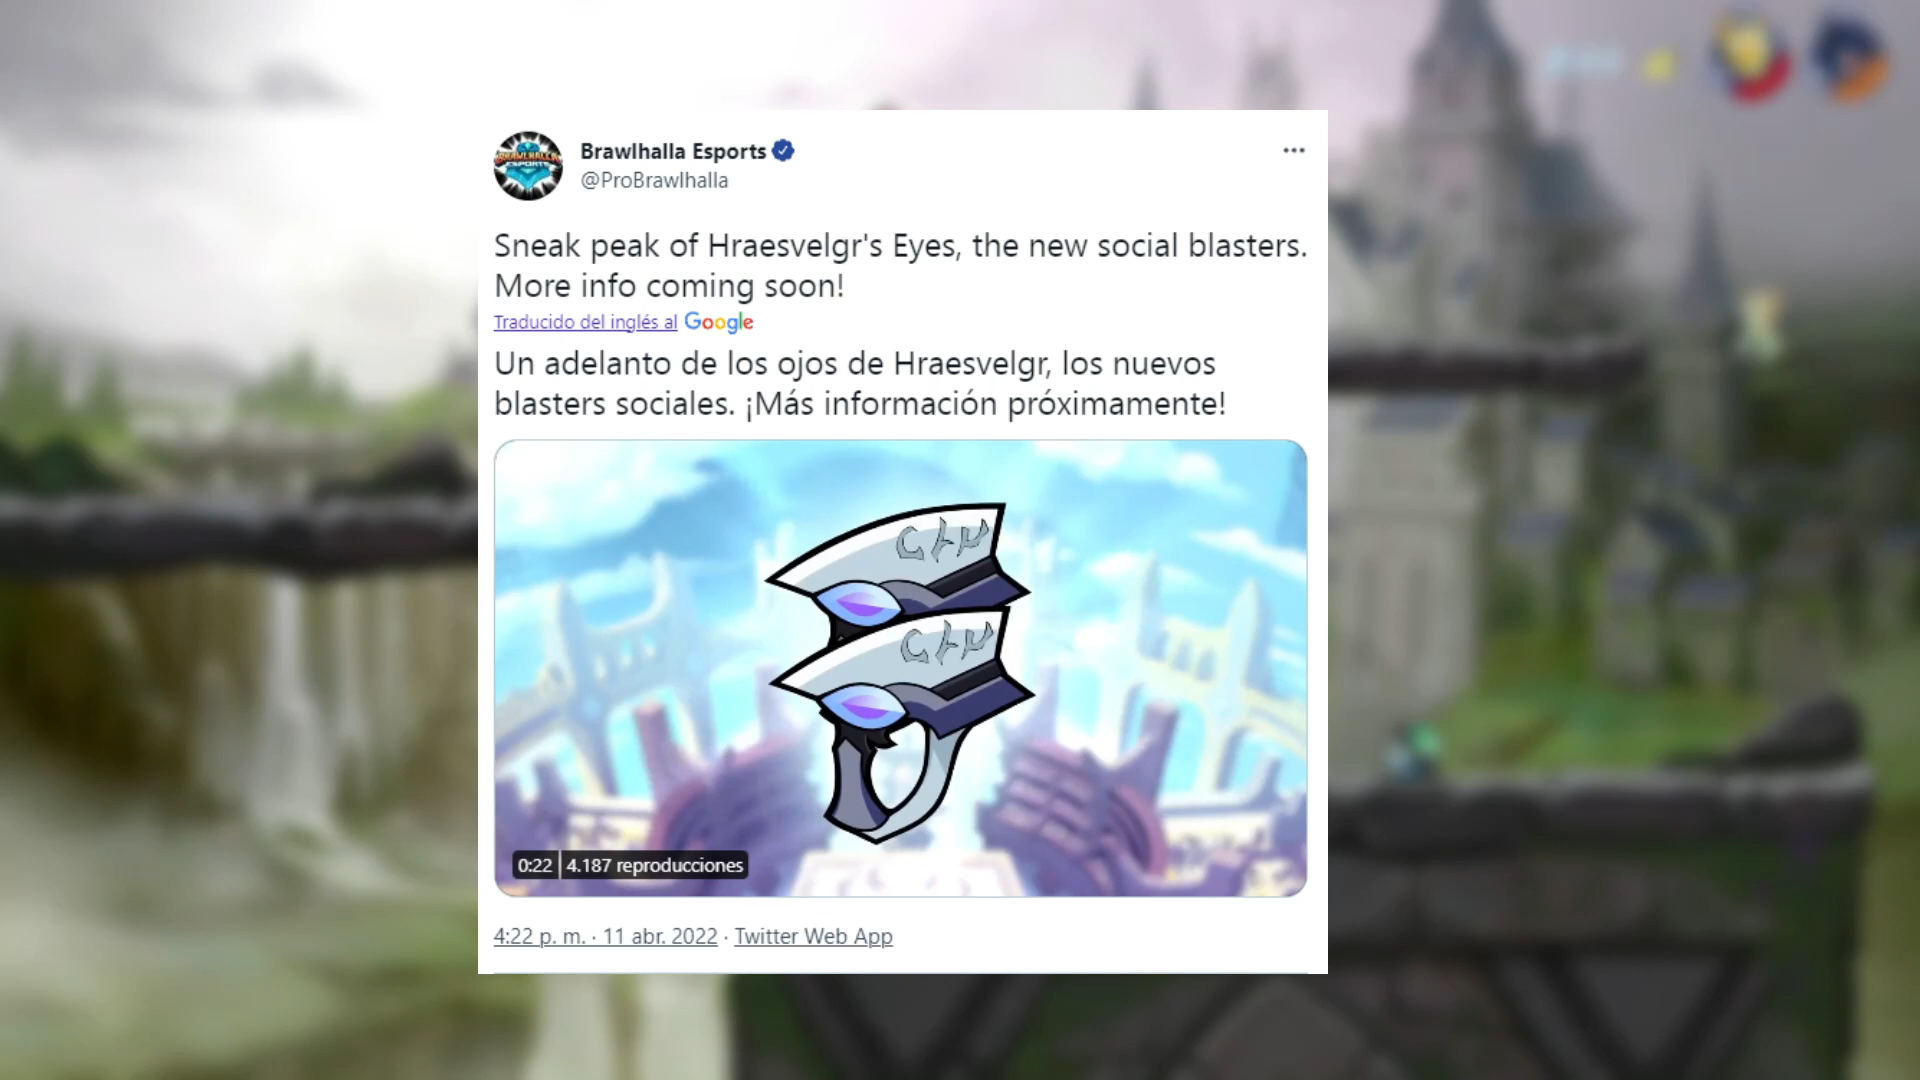 Brawlhalla Esports
@ProBrawlhalla
Sneak peak of Hraesvelgr's Eyes, the new social blasters.
More info coming soon!
Traducido del inglés al Google
Un adelanto de los ojos de Hraesvelgr, los nuevos
blasters sociales. ¡Más información próximamente!
0:22 | 4.187 reproducciones
4:22 p. m. · 11 abr. 2022 · Twitter Web App